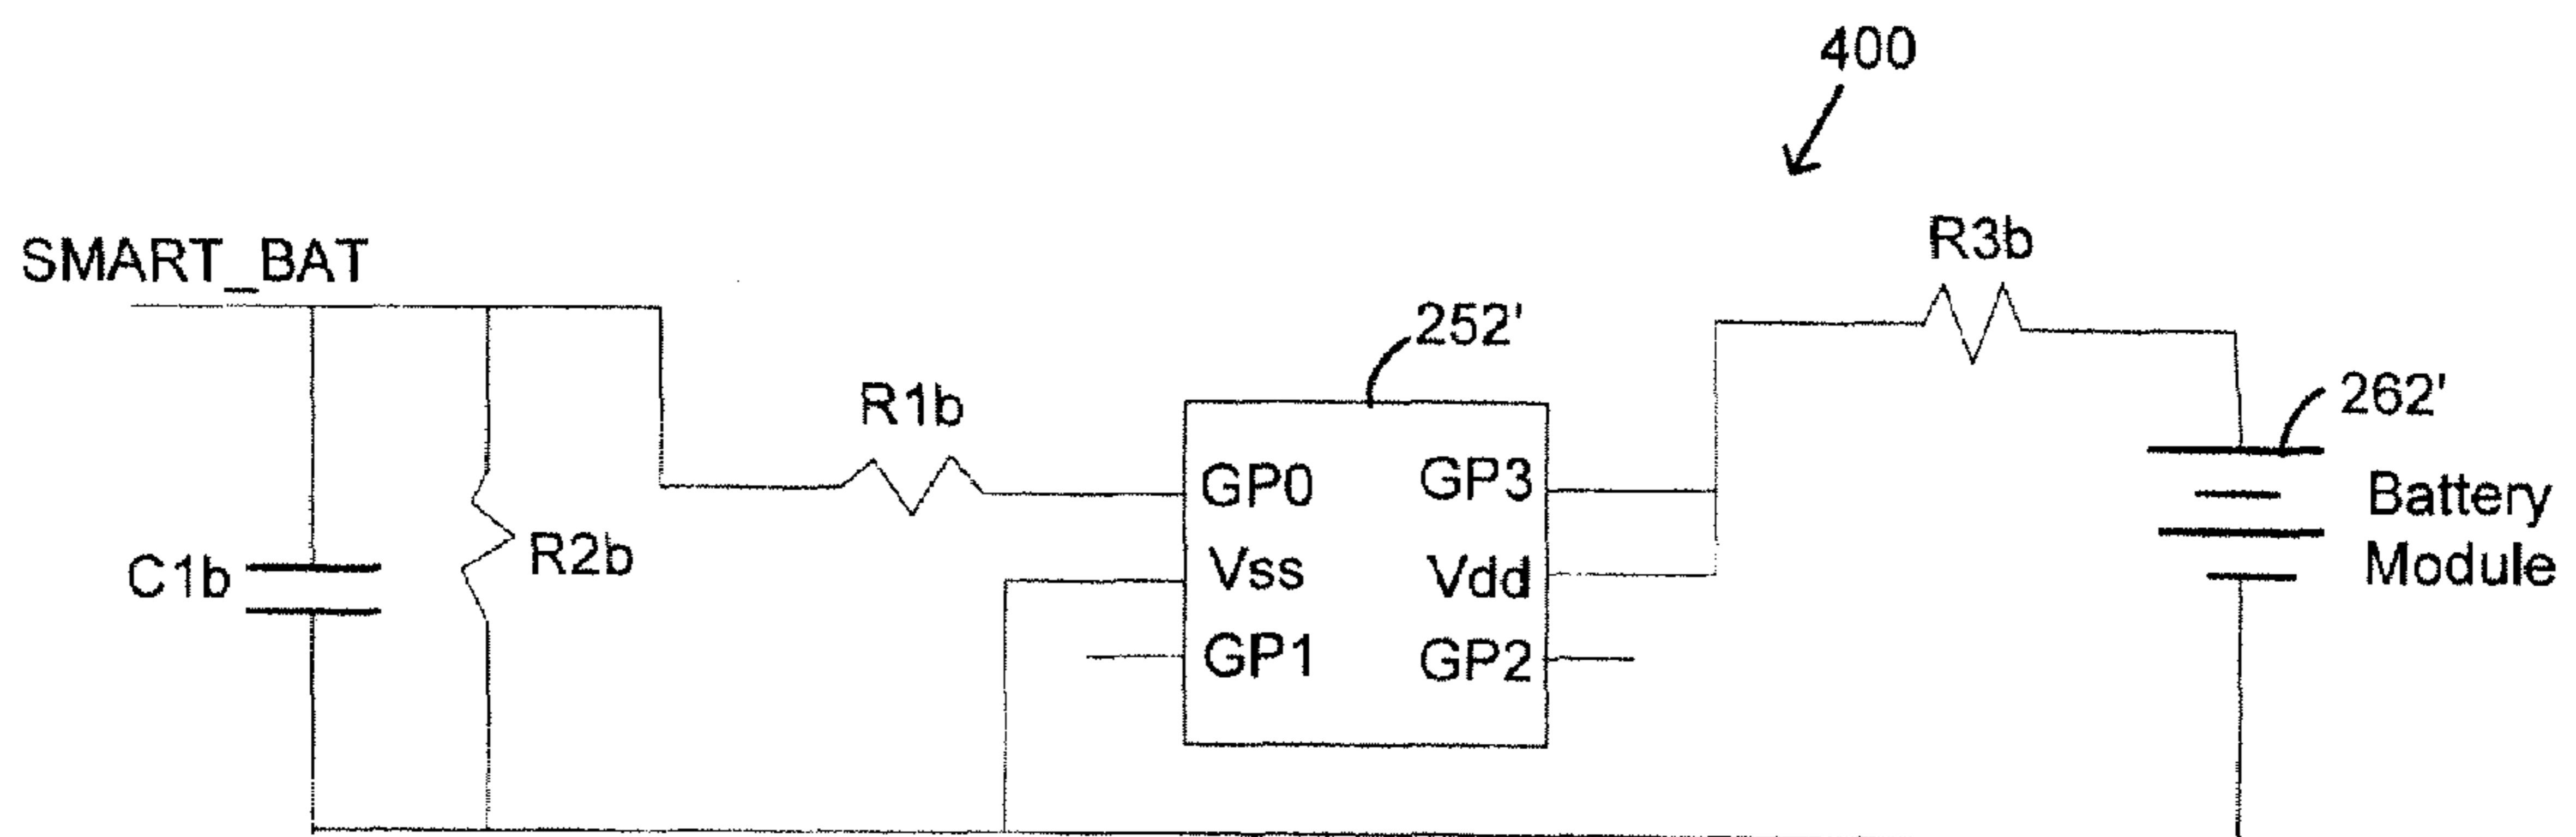 400
SMART_BAT
R3b
252'
R1b
262'
GP0
GP3
Battery
Module
C1b
R2b
Vss
Vdd
GP1
GP2